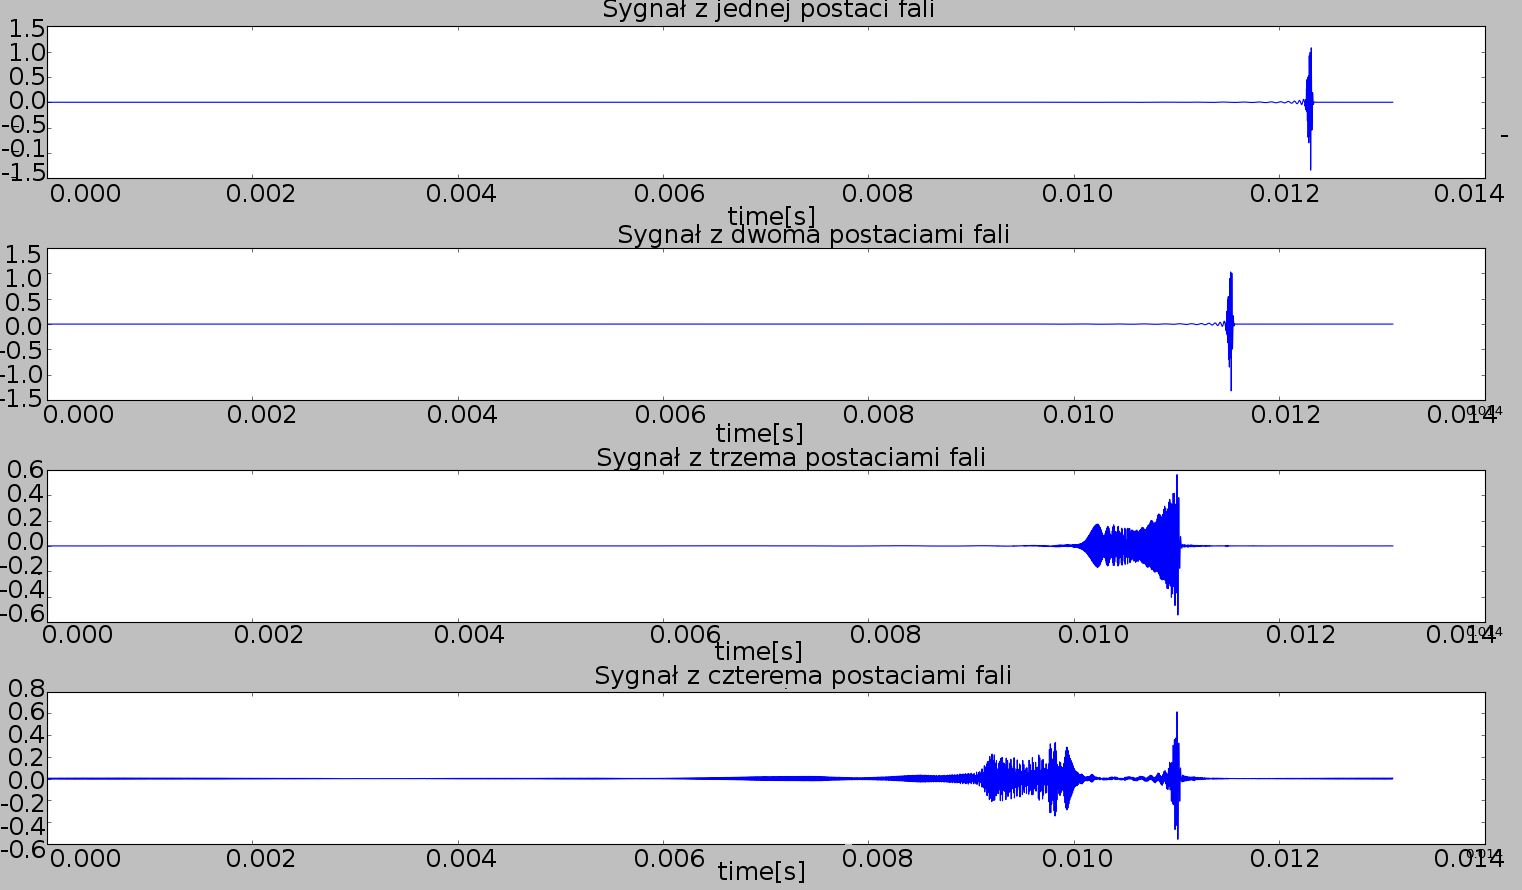 Sygnał z jednej postaci fali
1.5
1.0
0.5
0.0
-0.5
-0.1
-1.5
-
0.000 0.002 0.004 0.006 0.008 0.010 0.012 0.014
time[s]
Sygnał z dwoma postaciami fali
1.5
1.0
0.5
0.0
-0.5
-1.0
-1.5
0.000 0.002 0.004 0.006 0.008 0.010 0.012 0.014 0.014
time[s]
Sygnał z trzema postaciami fali
0.6
0.4
0.2
0.0
-0.2
-0.4
-0.6
0.000 0.002 0.004 0.006 0.008 0.010 0.012 0.014 0.014
time[s]
Sygnał z czterema postaciami fali
0.8
0.6
0.4
0.2
0.0
-0.2
-0.4
-0.6
0.000 0.002 0.004 0.006 0.008 0.010 0.012 0.014 0.014
time[s]